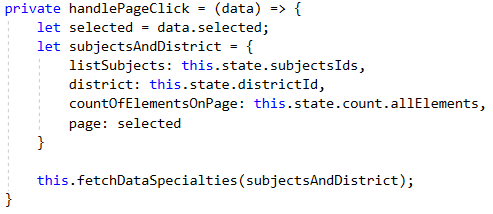 private handlePageClick = (data) => {
    let selected = data.selected;
    let subjectsAndDistrict = {
        listSubjects: this.state.subjectsIds,
        district: this.state.districtId,
        countOfElementsOnPage: this.state.count.allElements,
        page: selected
    }

    this.fetchDataSpecialties(subjectsAndDistrict);
}